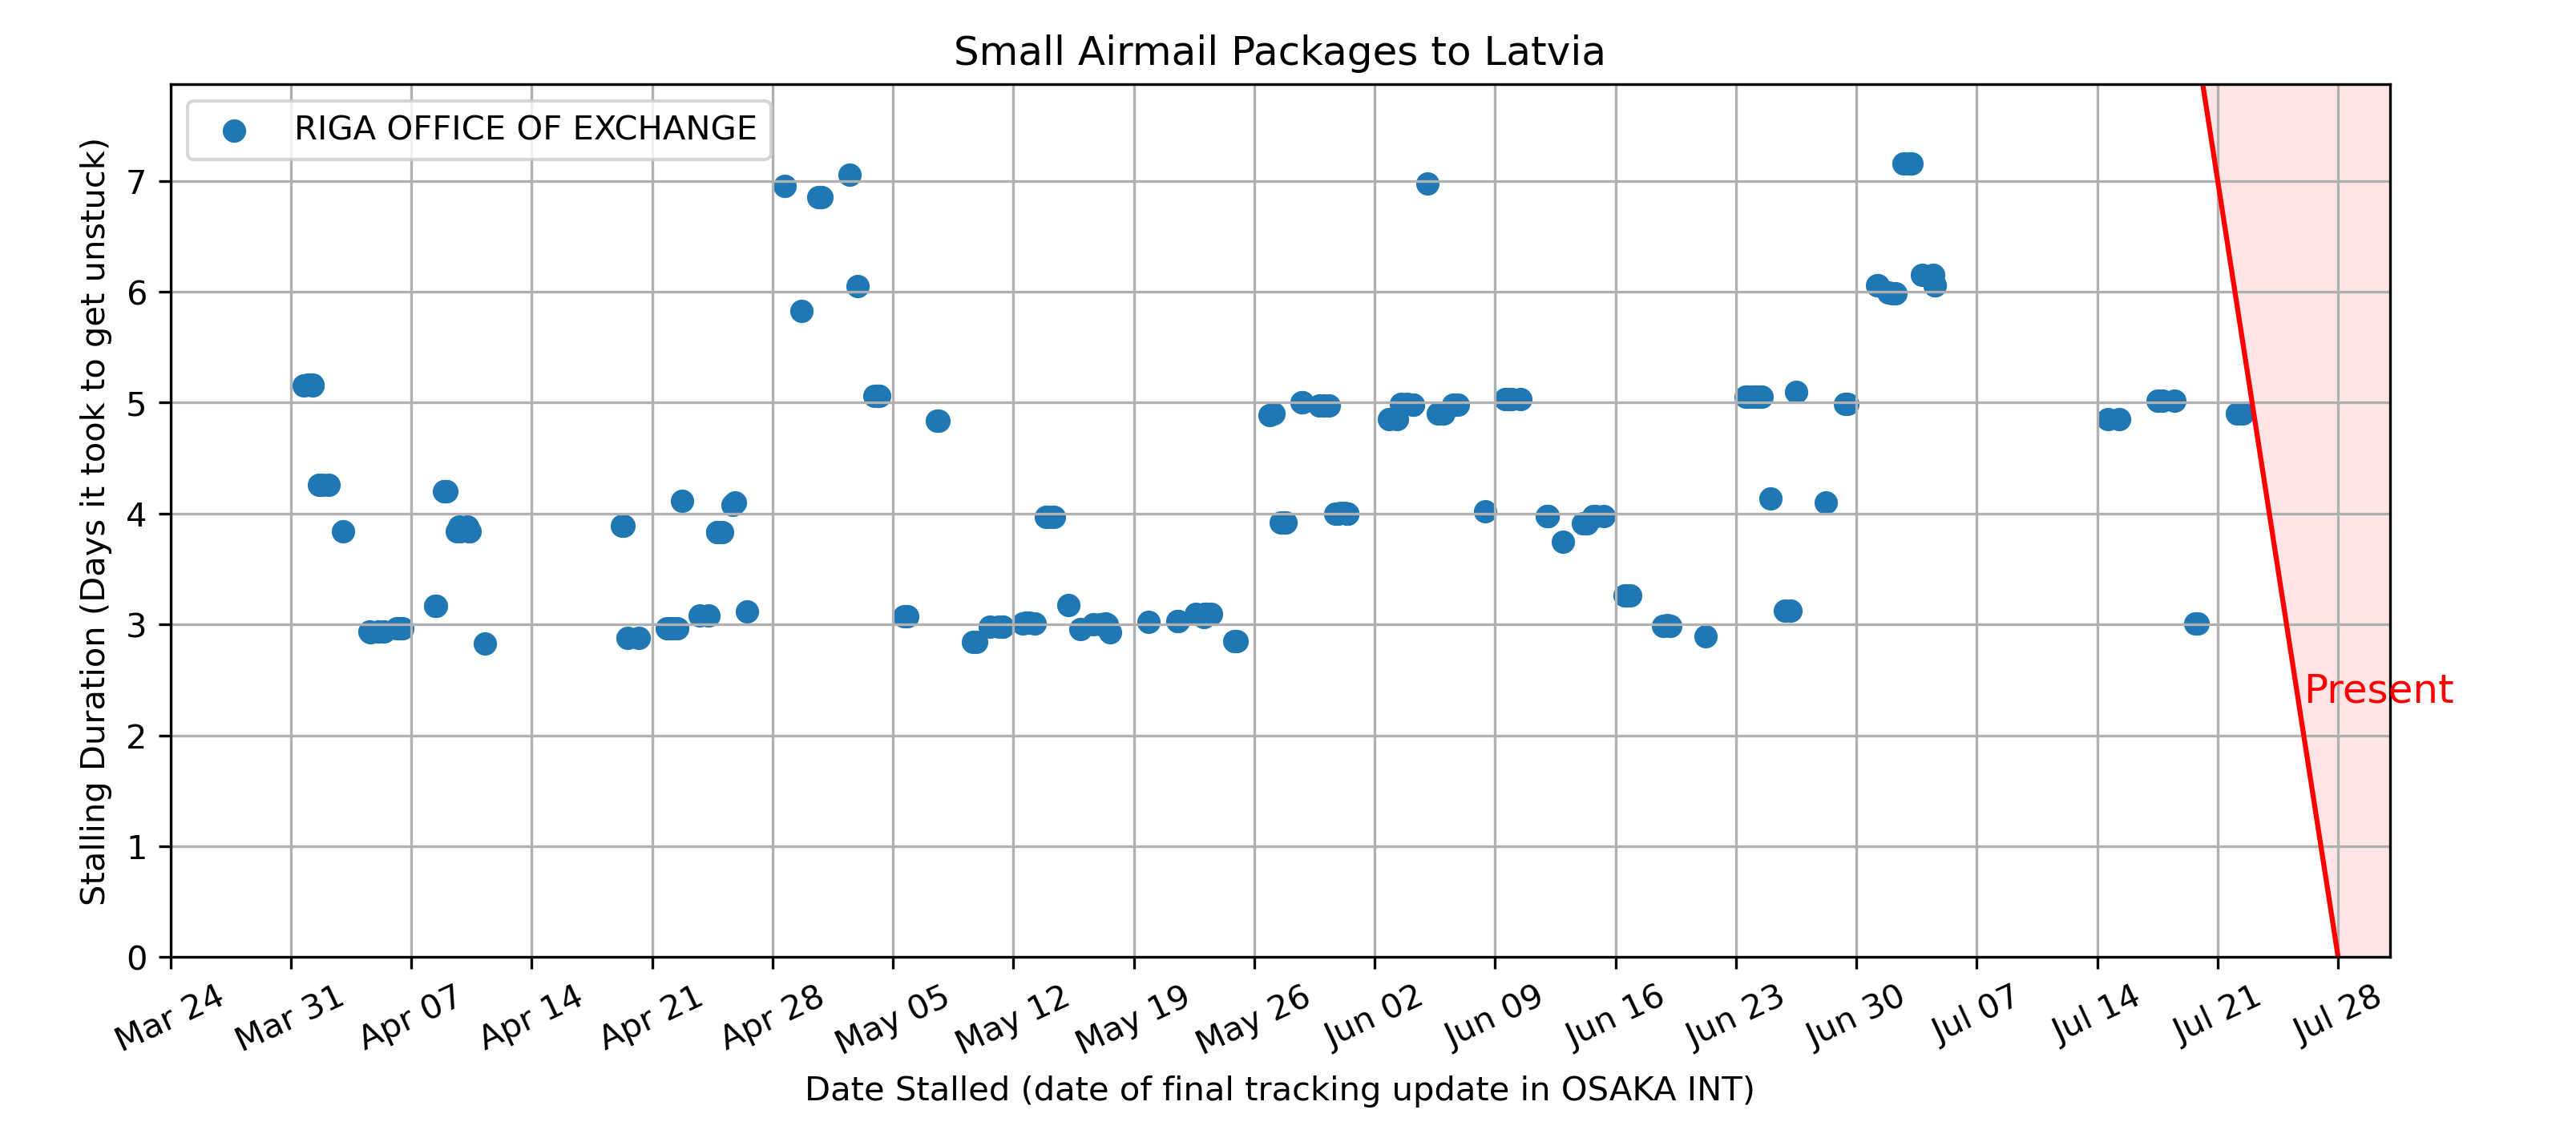 Small Airmail Packages to Latvia
RIGA OFFICE OF EXCHANGE
Stalling Duration (Days it took to get unstuck)
7
6
5
4
3
2
1
0
Present
Mar 24
Mar 31
Apr 07
Apr 14
Apr 21
Apr 28
May 05
May 12
May 19
May 26
Jun 02
Jun 09
Jun 16
Jun 23
Jun 30
Jul 07
Jul 14
Jul 21
Jul 28
Date Stalled (date of final tracking update in OSAKA INT)